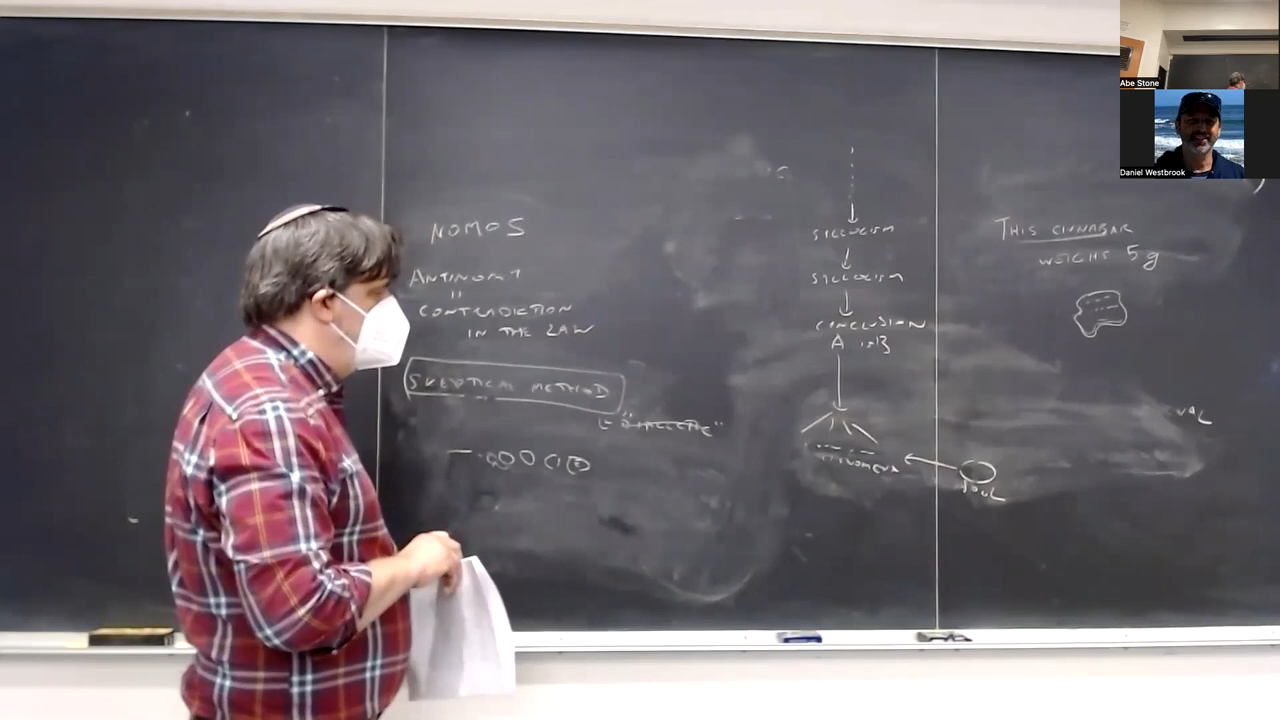 NOMOS
ANTINOMY
"
CONTRADICTION
IN THE LAW
SKEPTICAL METHOD
SYLLOGISM
SYLLOGISM
CONCLUSION
A is B
PHENOMENA
SOUL
THIS CINNABAR
WEIGHS 5g
Abe Stone
Daniel Westbrook